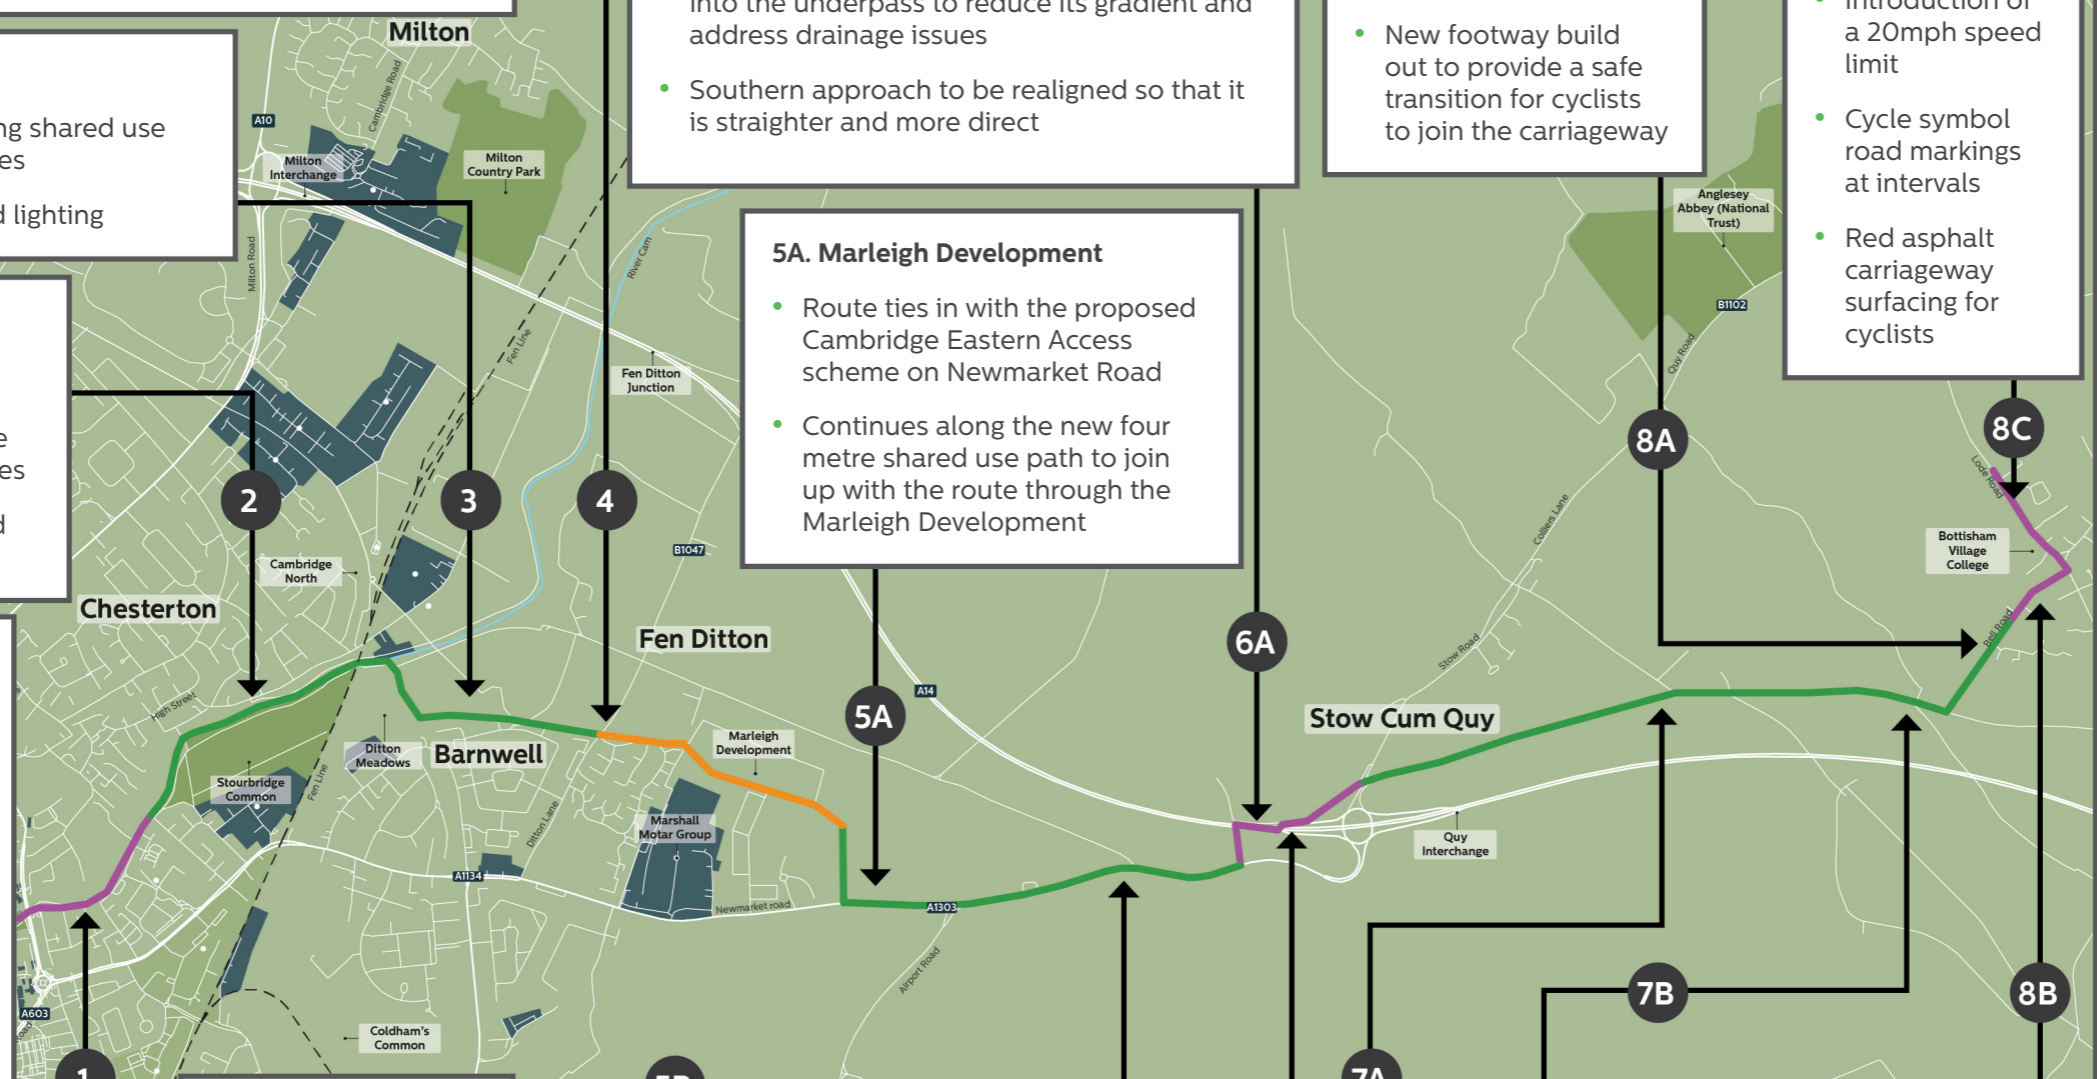 into the underpass to reduce its gradient and
address drainage issues
Southern approach to be realigned so that it
is straighter and more direct
New footway build
out to provide a safe
transition for cyclists
to join the carriageway
Introduction of
a 20mph speed
limit
Cycle symbol
road markings
at intervals
Red asphalt
carriageway
surfacing for
cyclists
ng shared use
es
d lighting
e
es
d
5A. Marleigh Development
Route ties in with the proposed
Cambridge Eastern Access
scheme on Newmarket Road
Continues along the new four
metre shared use path to join
up with the route through the
Marleigh Development
Milton
Cambridge Road
A10
Milton
Interchange
Milton
Country Park
Milton Road
River Cam
Fen Line
Fen Ditton
Junction
Anglesey
Abbey (National
Trust)
B1102
Quy Road
8A
8C
Lode Road
2
3
4
Colliers Lane
B1047
Bottisham
Village
College
Cambridge
North
Chesterton
Fen Ditton
6A
Bell Road
Stow Road
A14
High Street
5A
Stow Cum Quy
Ditton
Meadows
Barnwell
Marleigh
Development
Stourbridge
Common
Fen Line
Ditton Lane
Marshall
Motar Group
Quy
Interchange
A1134
Newmarket road
A1303
Airport Road
7B
8B
A603
road
Coldham's
Common
1
5B
7A